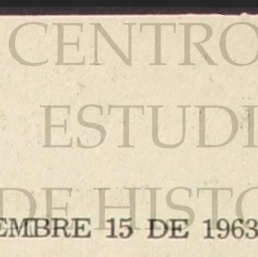 CENTRO
ESTUDI
DE HISTO
EMBRE 15 DE 1963